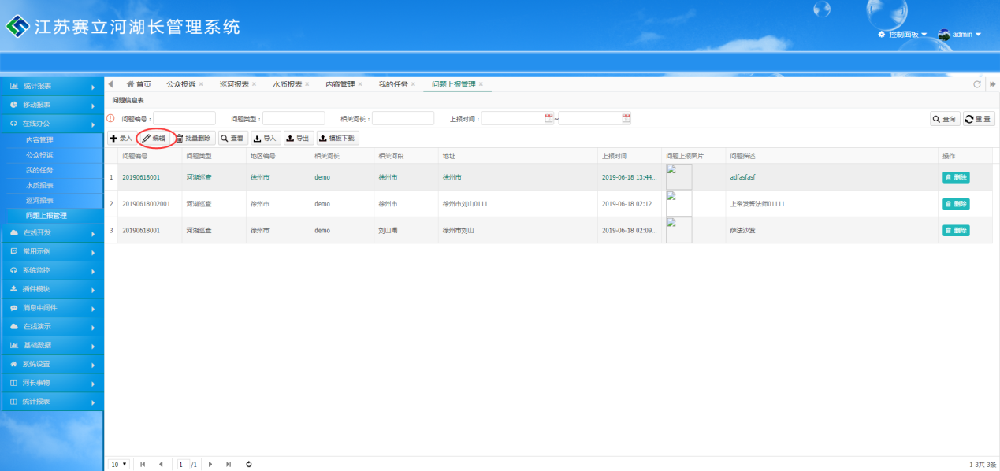 江苏赛立河湖长管理系统
控制面板 admin
首页 公众投诉 × 巡河报表 × 水质报表 × 内容管理 × 我的任务 × 问题上报管理 ×
问题信息表
问题编号： 问题类型： 相关河长： 上报时间： ~ 查询 重置
录入 编辑 批量删除 查看 导入 导出 模板下载
问题编号 问题类型 地区编号 相关河长 相关河段 地址 上报时间 问题上报图片 问题描述 操作
1 20190618001 河湖巡查 徐州市 demo 徐州市 徐州市 2019-06-18 13:44... adfasfasf 删除
2 20190618002001 河湖巡查 徐州市 demo 徐州市 徐州市刘山0111 2019-06-18 02:12... 上帝发誓法师01111 删除
3 20190618001 河湖巡查 徐州市 demo 刘山闸 徐州市刘山 2019-06-18 02:09... 萨法沙发 删除
统计报表
移动报表
在线办公
内容管理
公众投诉
我的任务
水质报表
巡河报表
问题上报管理
在线开发
常用示例
系统监控
插件模块
消息中间件
在线演示
基础数据
系统设置
河长事物
统计报表
10 1 /1 1-3共 3条